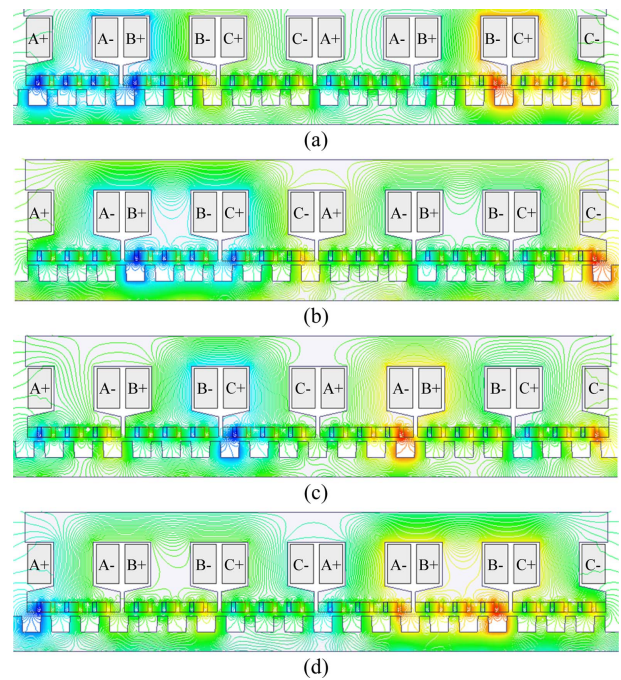 A+ A- B+ B- C+ C- A+ A- B+ B- C+ C-
(a)
A+ A- B+ B- C+ C- A+ A- B+ B- C+ C-
(b)
A+ A- B+ B- C+ C- A+ A- B+ B- C+ C-
(c)
A+ A- B+ B- C+ C- A+ A- B+ B- C+ C-
(d)